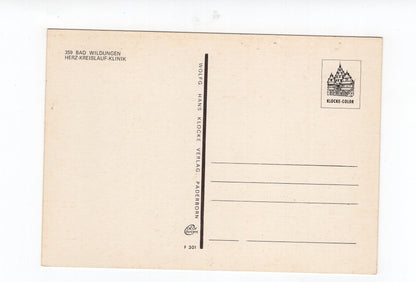 359 BAD WILDUNGEN
HERZ-KREISLAUF-KLINIK
WOLFG. HANS KLOCKE VERLAG, PADERBORN
F 301
KLOCKE-COLOR